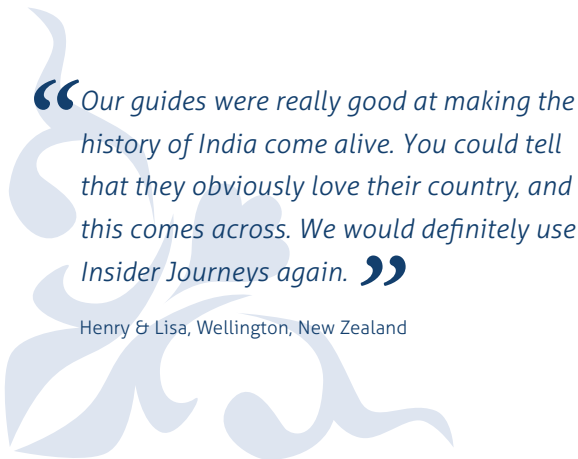 “Our guides were really good at making the
history of India come alive. You could tell
that they obviously love their country, and
this comes across. We would definitely use
Insider Journeys again.”
Henry & Lisa, Wellington, New Zealand